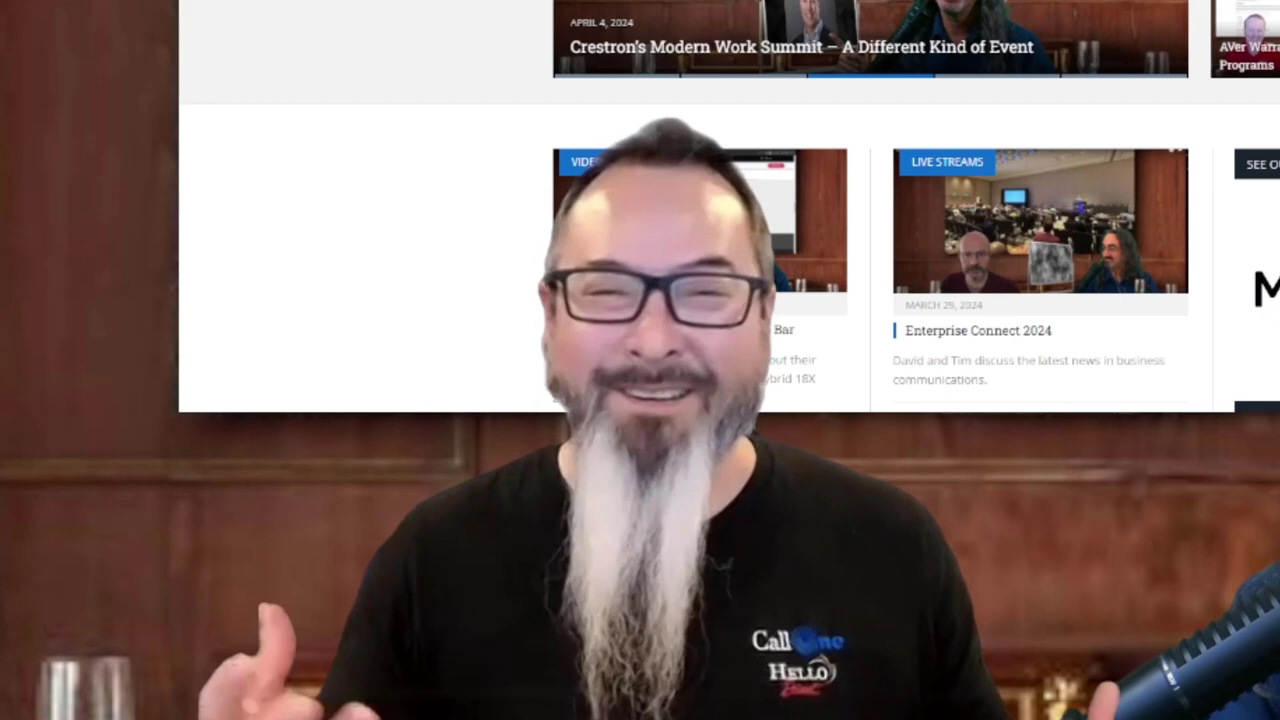 APRIL 4, 2024
Crestron's Modern Work Summit – A Different Kind of Event
AVer Warra
Programs
VIDE
LIVE STREAMS
SEE O
MARCH 29, 2024
Bar
Enterprise Connect 2024
out their
David and Tim discuss the latest news in business
ybrid 18X
communications.
M
Call One
HELLO
Direct